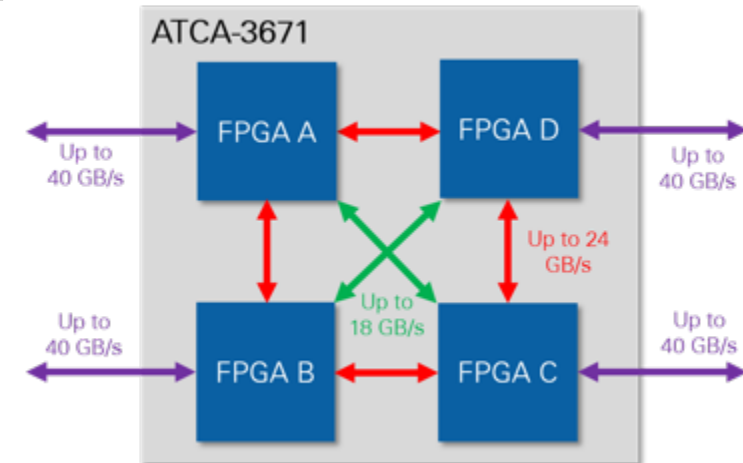 ATCA-3671
FPGA A
FPGA D
Up to
40 GB/s
Up to
40 GB/s
Up to 24
GB/s
Up to
18 GB/s
Up to
40 GB/s
Up to
40 GB/s
FPGA B
FPGA C